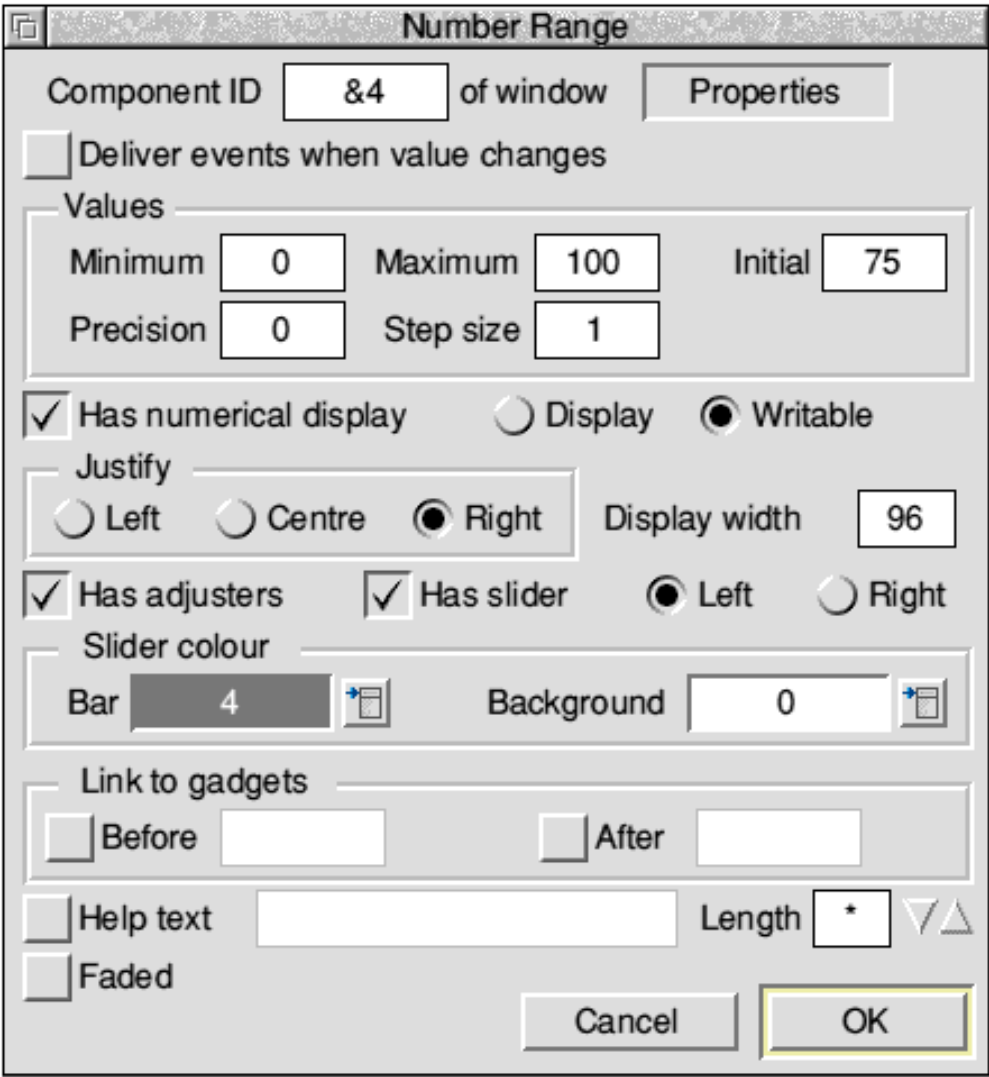 Number Range
Component ID &4 of window Properties
Deliver events when value changes
Values
Minimum 0 Maximum 100 Initial 75
Precision 0 Step size 1
Has numerical display Display Writable
Justify
Left Centre Right Display width 96
Has adjusters Has slider Left Right
Slider colour
Bar 4 Background 0
Link to gadgets
Before After
Help text Length *
Faded
Cancel OK